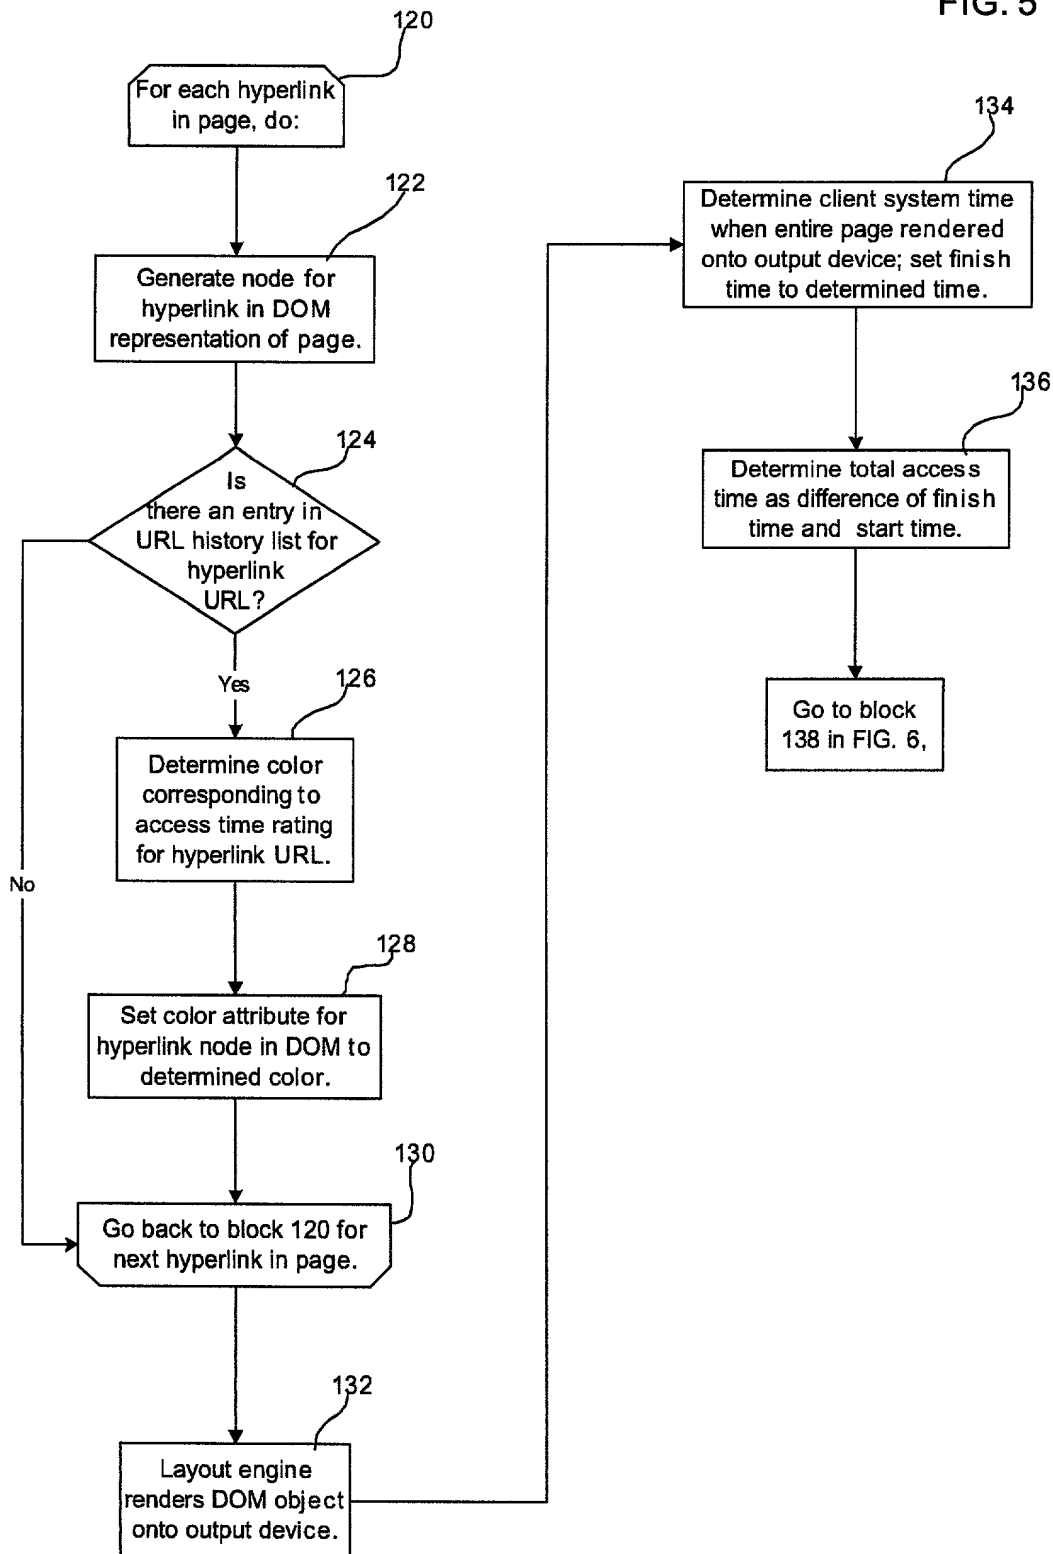 FIG. 5
120
For each hyperlink
in page, do:
122
Generate node for
hyperlink in DOM
representation of page.
124
Is
there an entry in
URL history list for
hyperlink
URL?
Yes
No
126
Determine color
corresponding to
access time rating
for hyperlink URL.
128
Set color attribute for
hyperlink node in DOM to
determined color.
130
Go back to block 120 for
next hyperlink in page.
132
Layout engine
renders DOM object
onto output device.
134
Determine client system time
when entire page rendered
onto output device; set finish
time to determined time.
136
Determine total access
time as difference of finish
time and start time.
Go to block
138 in FIG. 6,